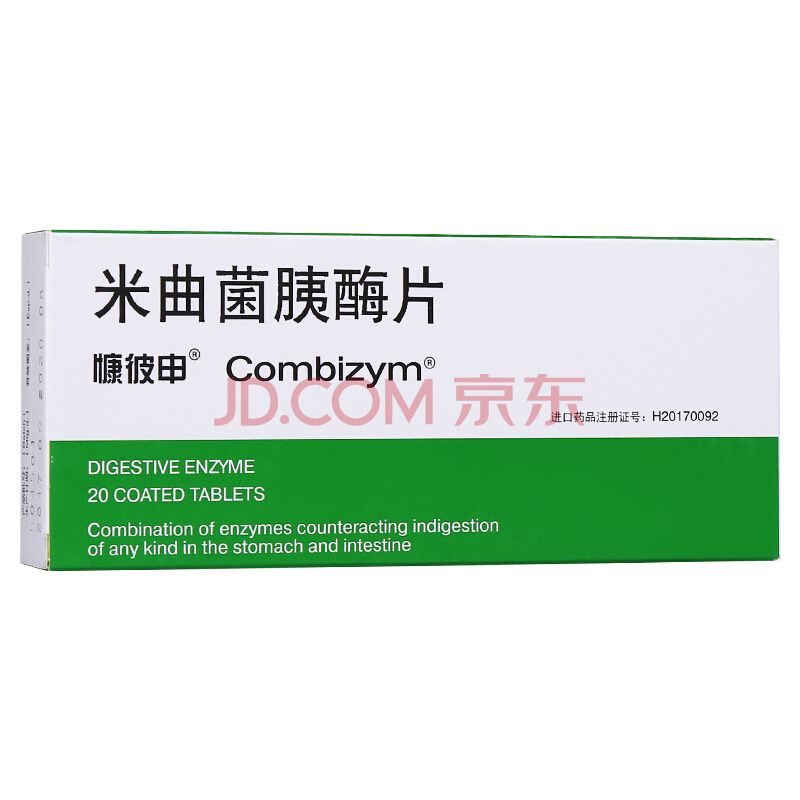 米曲菌胰酶片
慷彼申® Combizym®
JD.COM 京东
进口药品注册证号：H20170092
DIGESTIVE ENZYME
20 COATED TABLETS
Combination of enzymes counteracting indigestion
of any kind in the stomach and intestine